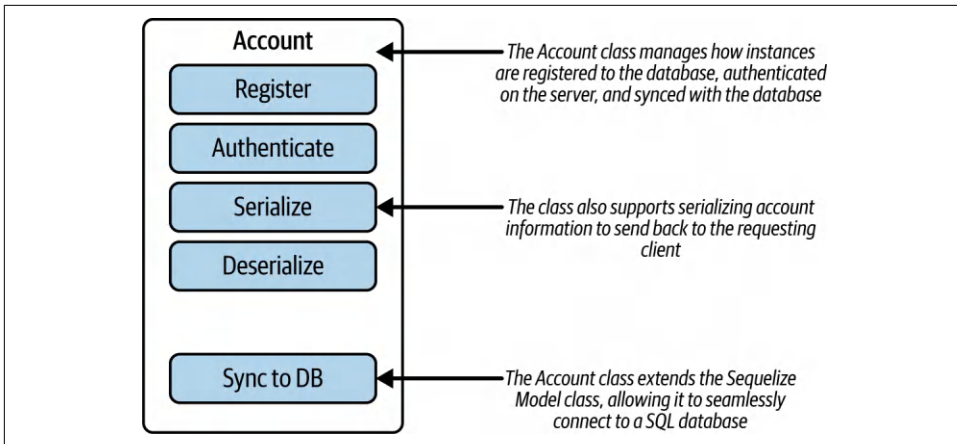 Account
The Account class manages how instances
are registered to the database, authenticated
on the server, and synced with the database
Register
Authenticate
Serialize
The class also supports serializing account
information to send back to the requesting
client
Deserialize
Sync to DB
The Account class extends the Sequelize
Model class, allowing it to seamlessly
connect to a SQL database